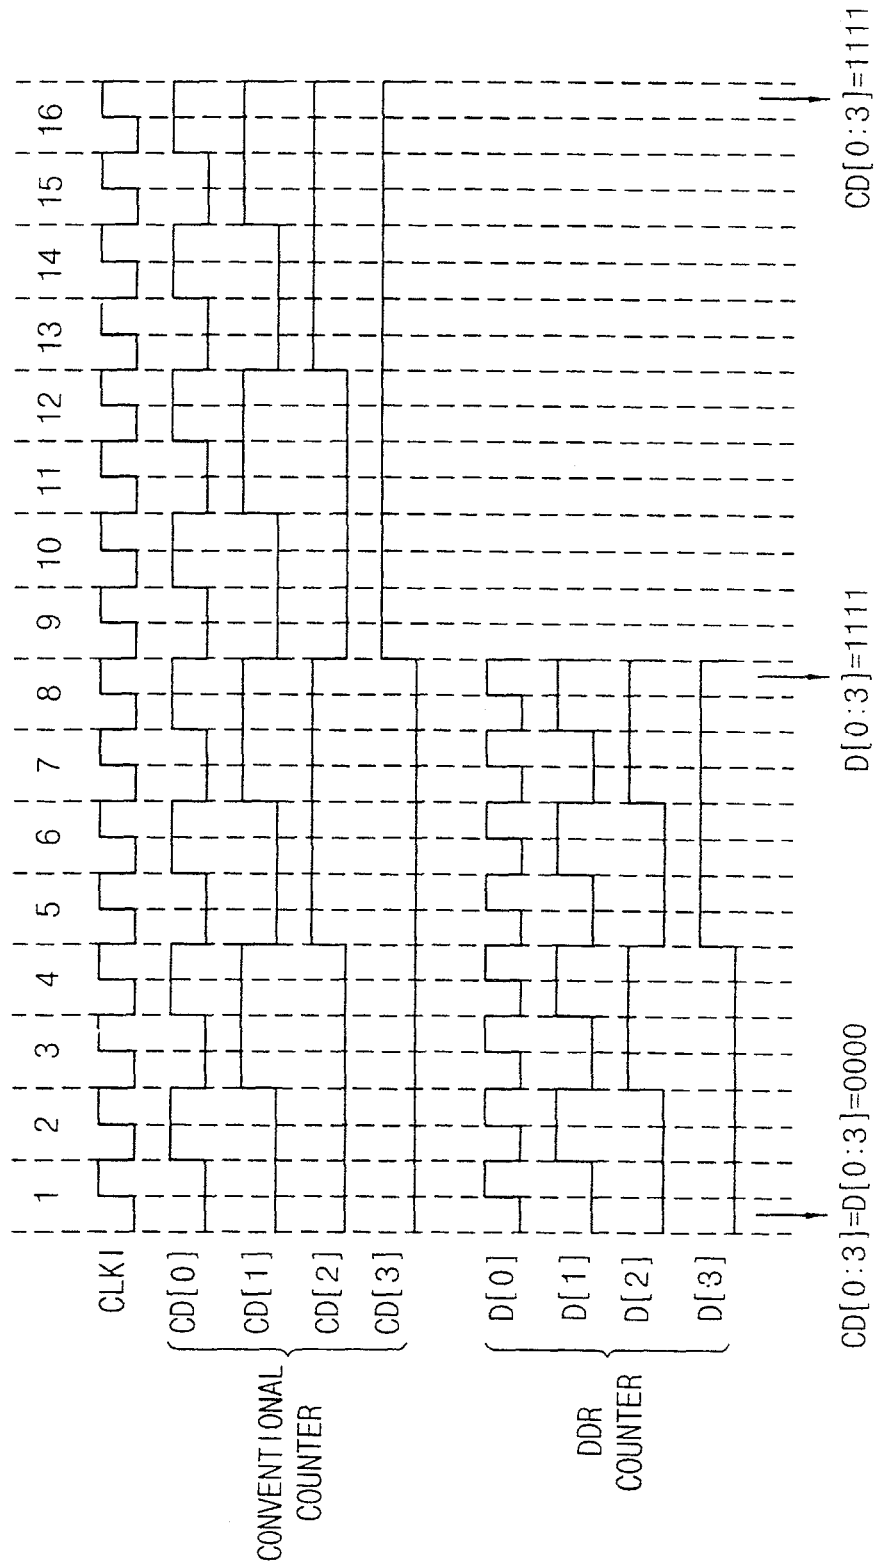 1 2 3 4 5 6 7 8 9 10 11 12 13 14 15 16
CLKI
CD[0]
CD[1]
CD[2]
CD[3]
CONVENTIONAL
COUNTER
D[0]
D[1]
D[2]
D[3]
DDR
COUNTER
CD[0:3]=D[0:3]=0000
D[0:3]=1111
CD[0:3]=1111